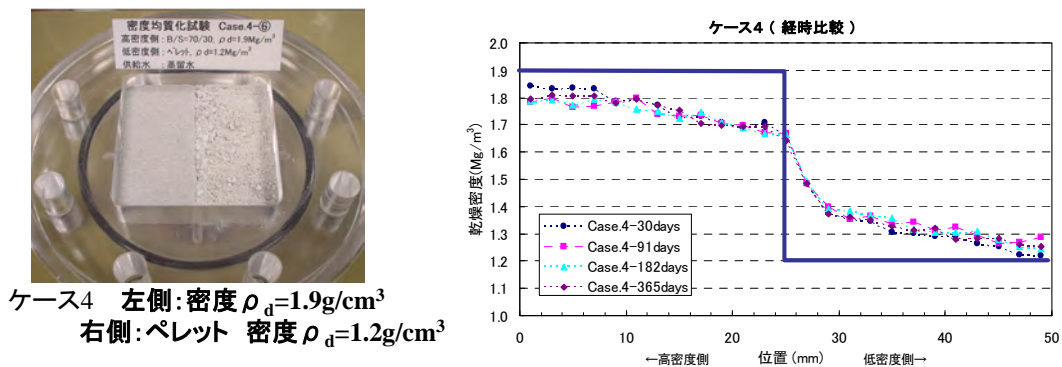 密度均質化試験 Case.4-⑥
高密度側：B/S=70/30、ρd=1.9Mg/m³
低密度側：ペレット、ρd=1.2Mg/m³
供給水　：蒸留水
ケース4　左側：密度ρd=1.9g/cm³
右側：ペレット　密度ρd=1.2g/cm³
ケース4 （ 経時比較 ）
乾燥密度(Mg/m³)
2.0
1.9
1.8
1.7
1.6
1.5
1.4
1.3
1.2
1.1
1.0
Case.4-30days
Case.4-91days
Case.4-182days
Case.4-365days
0 10 20 30 40 50
←高密度側　位置（mm）　低密度側→